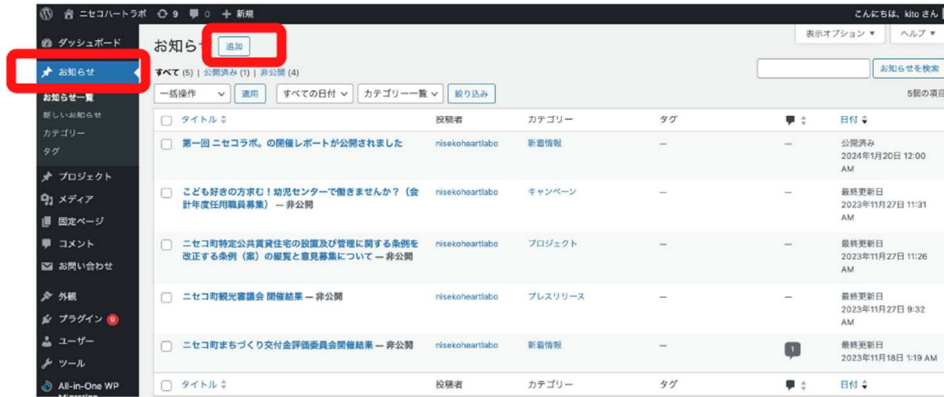 ニセコハートラボ 9 0 + 新規 こんにちは、kito さん
ダッシュボード
お知らせ
お知らせ一覧
新しいお知らせ
カテゴリー
タグ
プロジェクト
メディア
固定ページ
コメント
お問い合わせ
外観
プラグイン 9
ユーザー
ツール
All-in-One WP
Migration
表示オプション ▼ ヘルプ ▼
お知ら 追加
すべて (5) | 公開済み (1) | 非公開 (4)
お知らせを検索
一括操作 適用 すべての日付 カテゴリー一覧 絞り込み 5個の項目
タイトル 投稿者 カテゴリー タグ 日付
第一回 ニセコラボ。の開催レポートが公開されました nisekoheartlabo 新着情報 — — 公開済み
2024年1月20日 12:00
AM
こども好きの方求む！幼児センターで働きませんか？（会 nisekoheartlabo キャンペーン — — 最終更新日
計年度任用職員募集） — 非公開 2023年11月27日 11:31
AM
ニセコ町特定公共賃貸住宅の設置及び管理に関する条例を nisekoheartlabo プロジェクト — — 最終更新日
改正する条例（案）の縦覧と意見募集について — 非公開 2023年11月27日 11:26
AM
ニセコ町観光審議会 開催結果 — 非公開 nisekoheartlabo プレスリリース — — 最終更新日
2023年11月27日 9:32
AM
ニセコ町まちづくり交付金評価委員会開催結果 — 非公開 nisekoheartlabo 新着情報 — 1 最終更新日
2023年11月18日 1:19 AM
タイトル 投稿者 カテゴリー タグ 日付